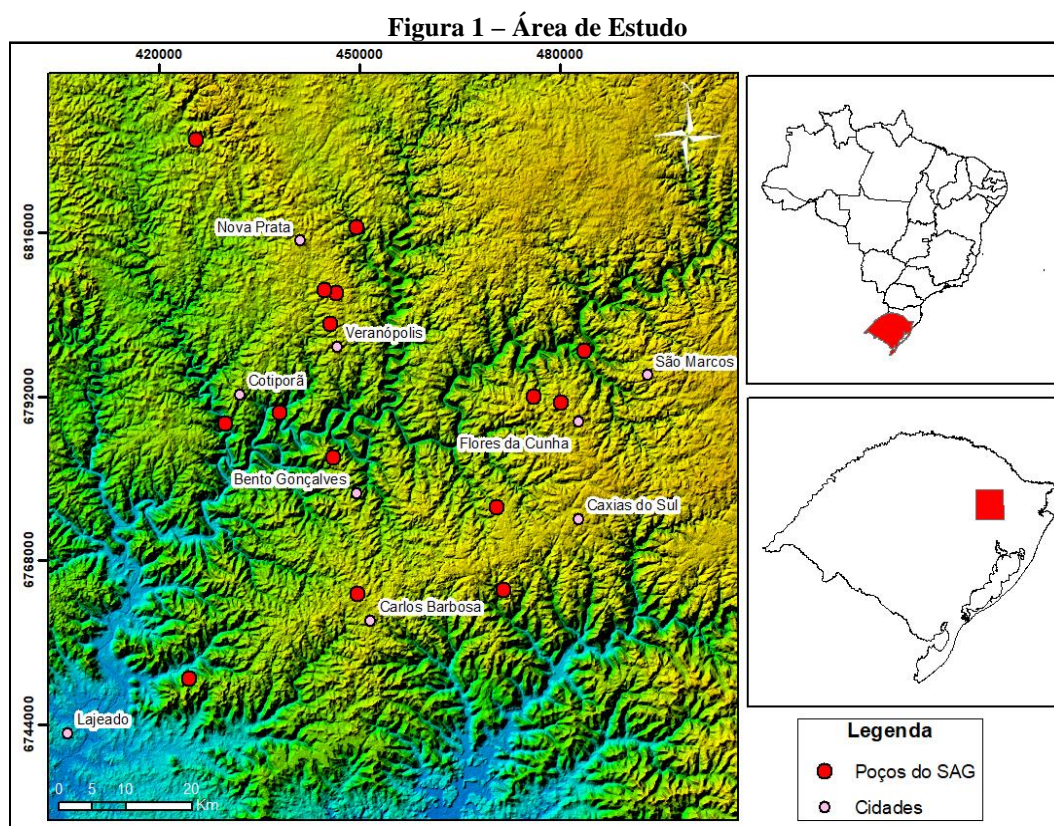 Figura 1 – Área de Estudo
420000 450000 480000
N
6816000
Nova Prata
Veranópolis
São Marcos
6792000
Cotiporã
Flores da Cunha
Bento Gonçalves
Caxias do Sul
6768000
Carlos Barbosa
6744000
Lajeado
0 5 10 20
Km
Legenda
Poços do SAG
Cidades